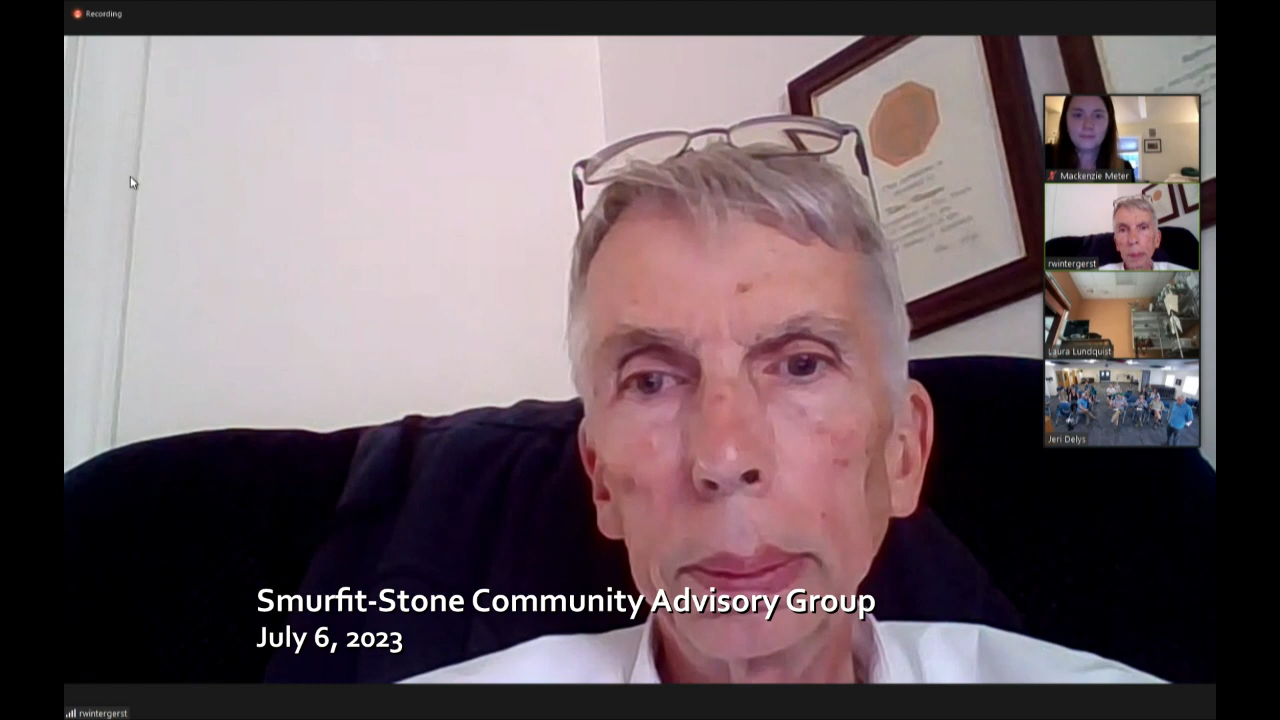 Recording
Mackenzie Meter
rwintergerst
Laura Lundquist
Jeri Delys
Smurfit-Stone Community Advisory Group
July 6, 2023
rwintergerst